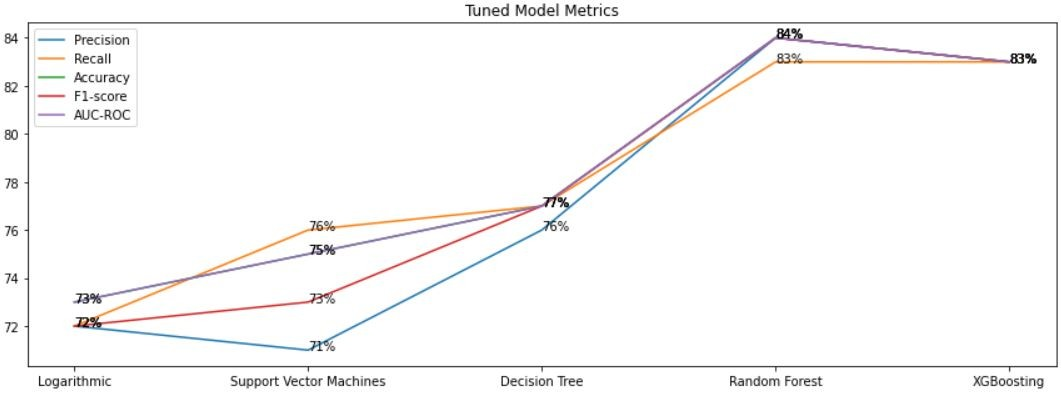 Tuned Model Metrics
84
82
80
78
76
74
72
Precision
Recall
Accuracy
F1-score
AUC-ROC
73%
72%
76%
75%
73%
71%
77%
76%
84%
83%
83%
Logarithmic
Support Vector Machines
Decision Tree
Random Forest
XGBoosting